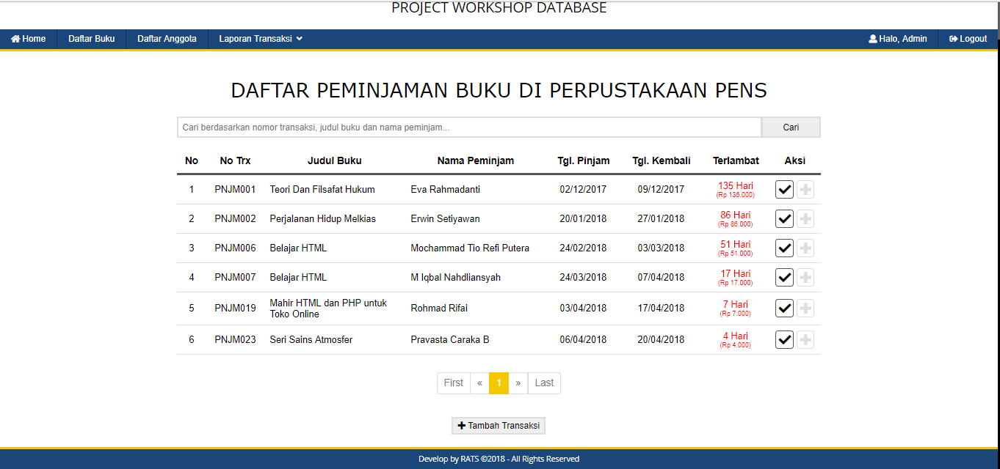 PROJECT WORKSHOP DATABASE
Home Daftar Buku Daftar Anggota Laporan Transaksi Halo, Admin Logout
DAFTAR PEMINJAMAN BUKU DI PERPUSTAKAAN PENS
Cari berdasarkan nomor transaksi, judul buku dan nama peminjam... Cari
No No Trx Judul Buku Nama Peminjam Tgl. Pinjam Tgl. Kembali Terlambat Aksi
1 PNJM001 Teori Dan Filsafat Hukum Eva Rahmadanti 02/12/2017 09/12/2017 135 Hari
(Rp 135.000)
2 PNJM002 Perjalanan Hidup Melkias Erwin Setiyawan 20/01/2018 27/01/2018 86 Hari
(Rp 86.000)
3 PNJM006 Belajar HTML Mochammad Tio Refi Putera 24/02/2018 03/03/2018 51 Hari
(Rp 51.000)
4 PNJM007 Belajar HTML M Iqbal Nahdliansyah 24/03/2018 07/04/2018 17 Hari
(Rp 17.000)
5 PNJM019 Mahir HTML dan PHP untuk
Toko Online Rohmad Rifai 03/04/2018 17/04/2018 7 Hari
(Rp 7.000)
6 PNJM023 Seri Sains Atmosfer Pravasta Caraka B 06/04/2018 20/04/2018 4 Hari
(Rp 4.000)
First « 1 » Last
Tambah Transaksi
Develop by RATS ©2018 - All Rights Reserved